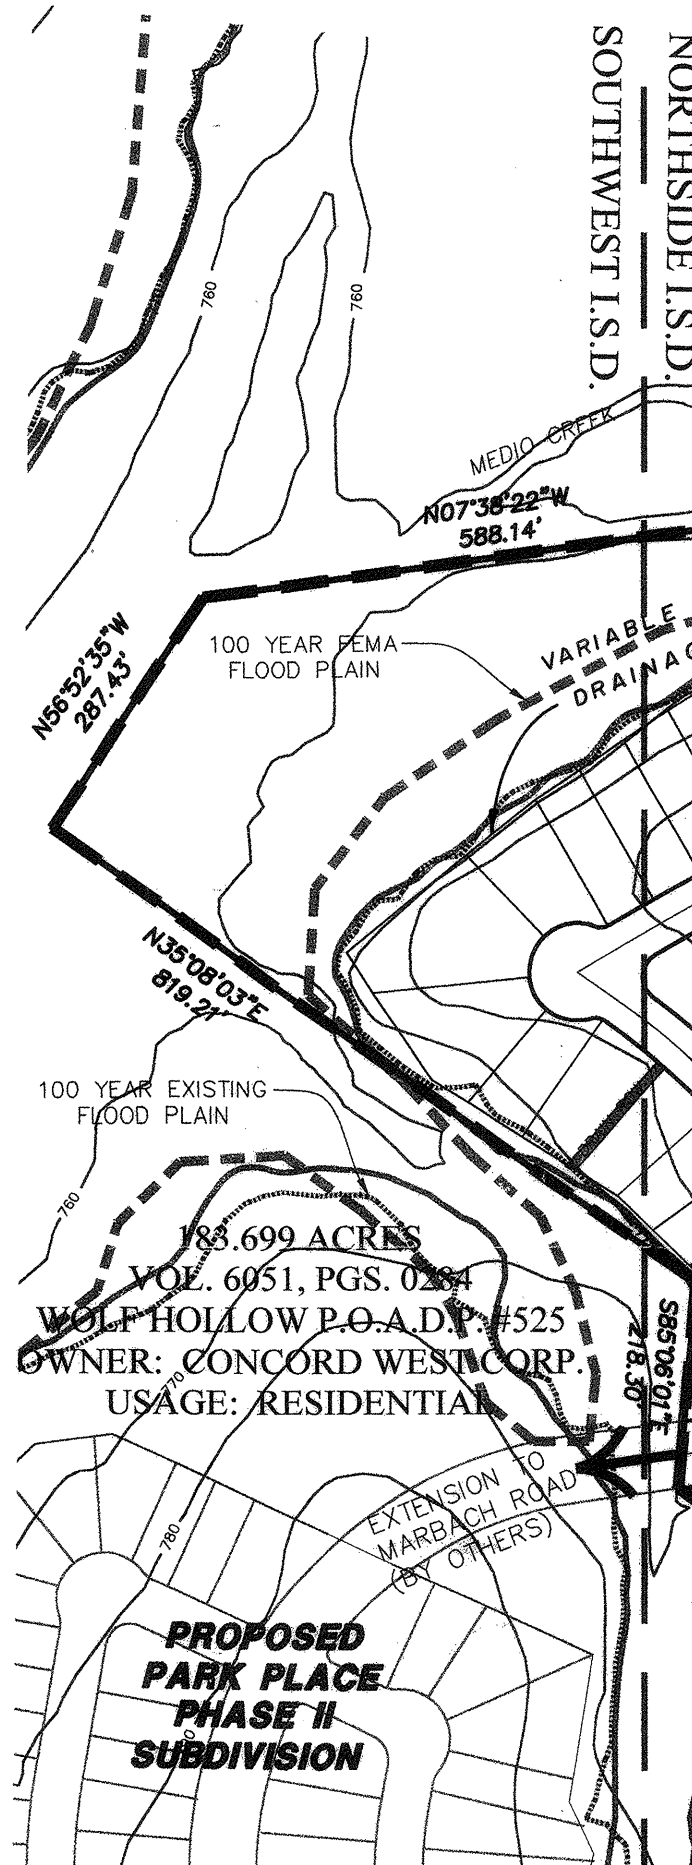 NORTHSIDE I.S.D.
SOUTHWEST I.S.D.
760
760
MEDIO CREEK
N07°38'22"W
588.14'
N56°52'35"W
287.43'
100 YEAR FEMA
FLOOD PLAIN
VARIABLE
DRAINAG
N35°08'03"E
819.21'
100 YEAR EXISTING
FLOOD PLAIN
760
183.699 ACRES
VOL. 6051, PGS. 0284
WOLF HOLLOW P.O.A.D.P. #525
OWNER: CONCORD WEST CORP.
USAGE: RESIDENTIAL
S85°06'01"E
218.30'
770
EXTENSION TO
MARBACH ROAD
(BY OTHERS)
780
PROPOSED
PARK PLACE
PHASE II
SUBDIVISION